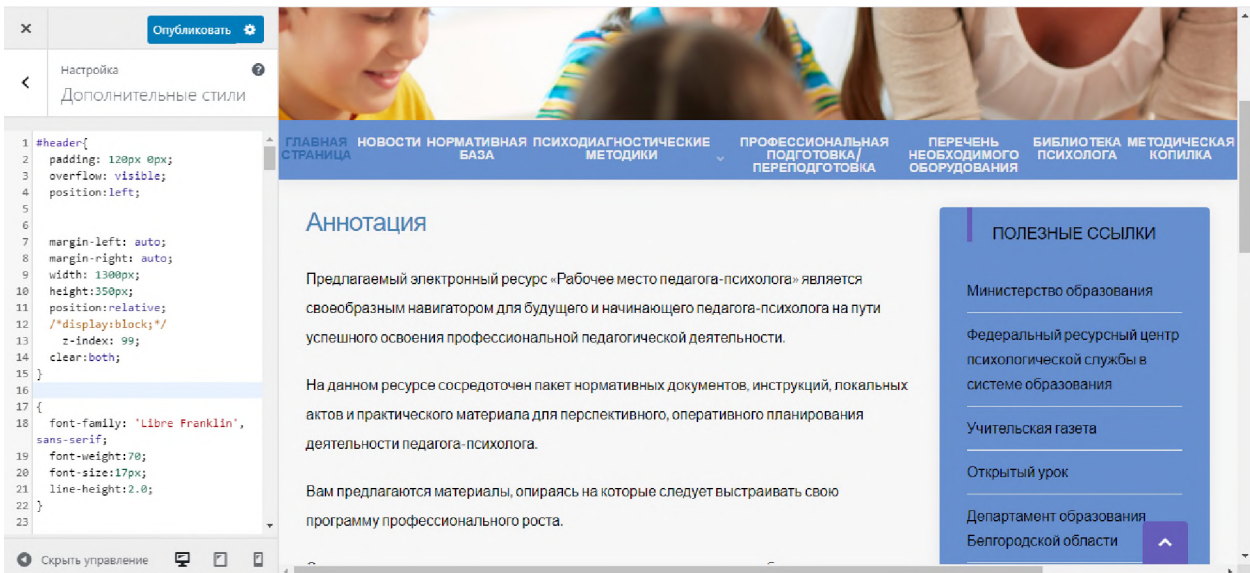 Опубликовать
Настройка
Дополнительные стили
1 #header{
2 padding: 120px 0px;
3 overflow: visible;
4 position:left;
5
6
7 margin-left: auto;
8 margin-right: auto;
9 width: 1300px;
10 height:350px;
11 position:relative;
12 /*display:block;*/
13 z-index: 99;
14 clear:both;
15 }
16
17 {
18 font-family: 'Libre Franklin',
sans-serif;
19 font-weight:70;
20 font-size:17px;
21 line-height:2.0;
22 }
23
Скрыть управление
ГЛАВНАЯ СТРАНИЦА
НОВОСТИ
НОРМАТИВНАЯ БАЗА
ПСИХОДИАГНОСТИЧЕСКИЕ МЕТОДИКИ
ПРОФЕССИОНАЛЬНАЯ ПОДГОТОВКА/ ПЕРЕПОДГОТОВКА
ПЕРЕЧЕНЬ НЕОБХОДИМОГО ОБОРУДОВАНИЯ
БИБЛИОТЕКА ПСИХОЛОГА
МЕТОДИЧЕСКАЯ КОПИЛКА
Аннотация
Предлагаемый электронный ресурс «Рабочее место педагога-психолога» является
своеобразным навигатором для будущего и начинающего педагога-психолога на пути
успешного освоения профессиональной педагогической деятельности.
На данном ресурсе сосредоточен пакет нормативных документов, инструкций, локальных
актов и практического материала для перспективного, оперативного планирования
деятельности педагога-психолога.
Вам предлагаются материалы, опираясь на которые следует выстраивать свою
программу профессионального роста.
ПОЛЕЗНЫЕ ССЫЛКИ
Министерство образования
Федеральный ресурсный центр
психологической службы в
системе образования
Учительская газета
Открытый урок
Департамент образования
Белгородской области